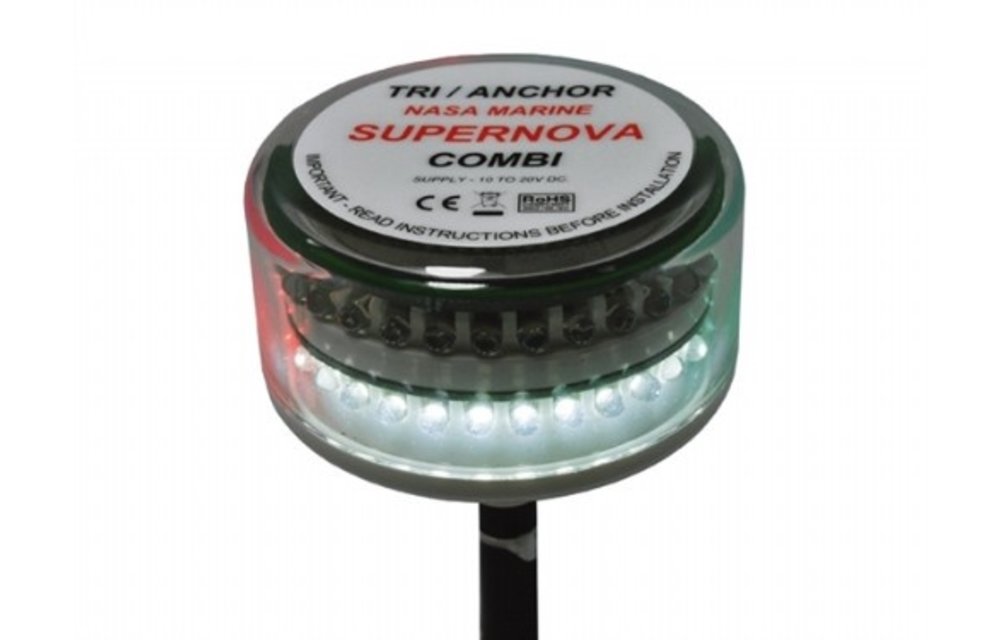 TRI / ANCHOR
NASA MARINE
SUPERNOVA
COMBI
SUPPLY - 10 TO 20V DC.
CE RoHS
IMPORTANT - READ INSTRUCTIONS BEFORE INSTALLATION